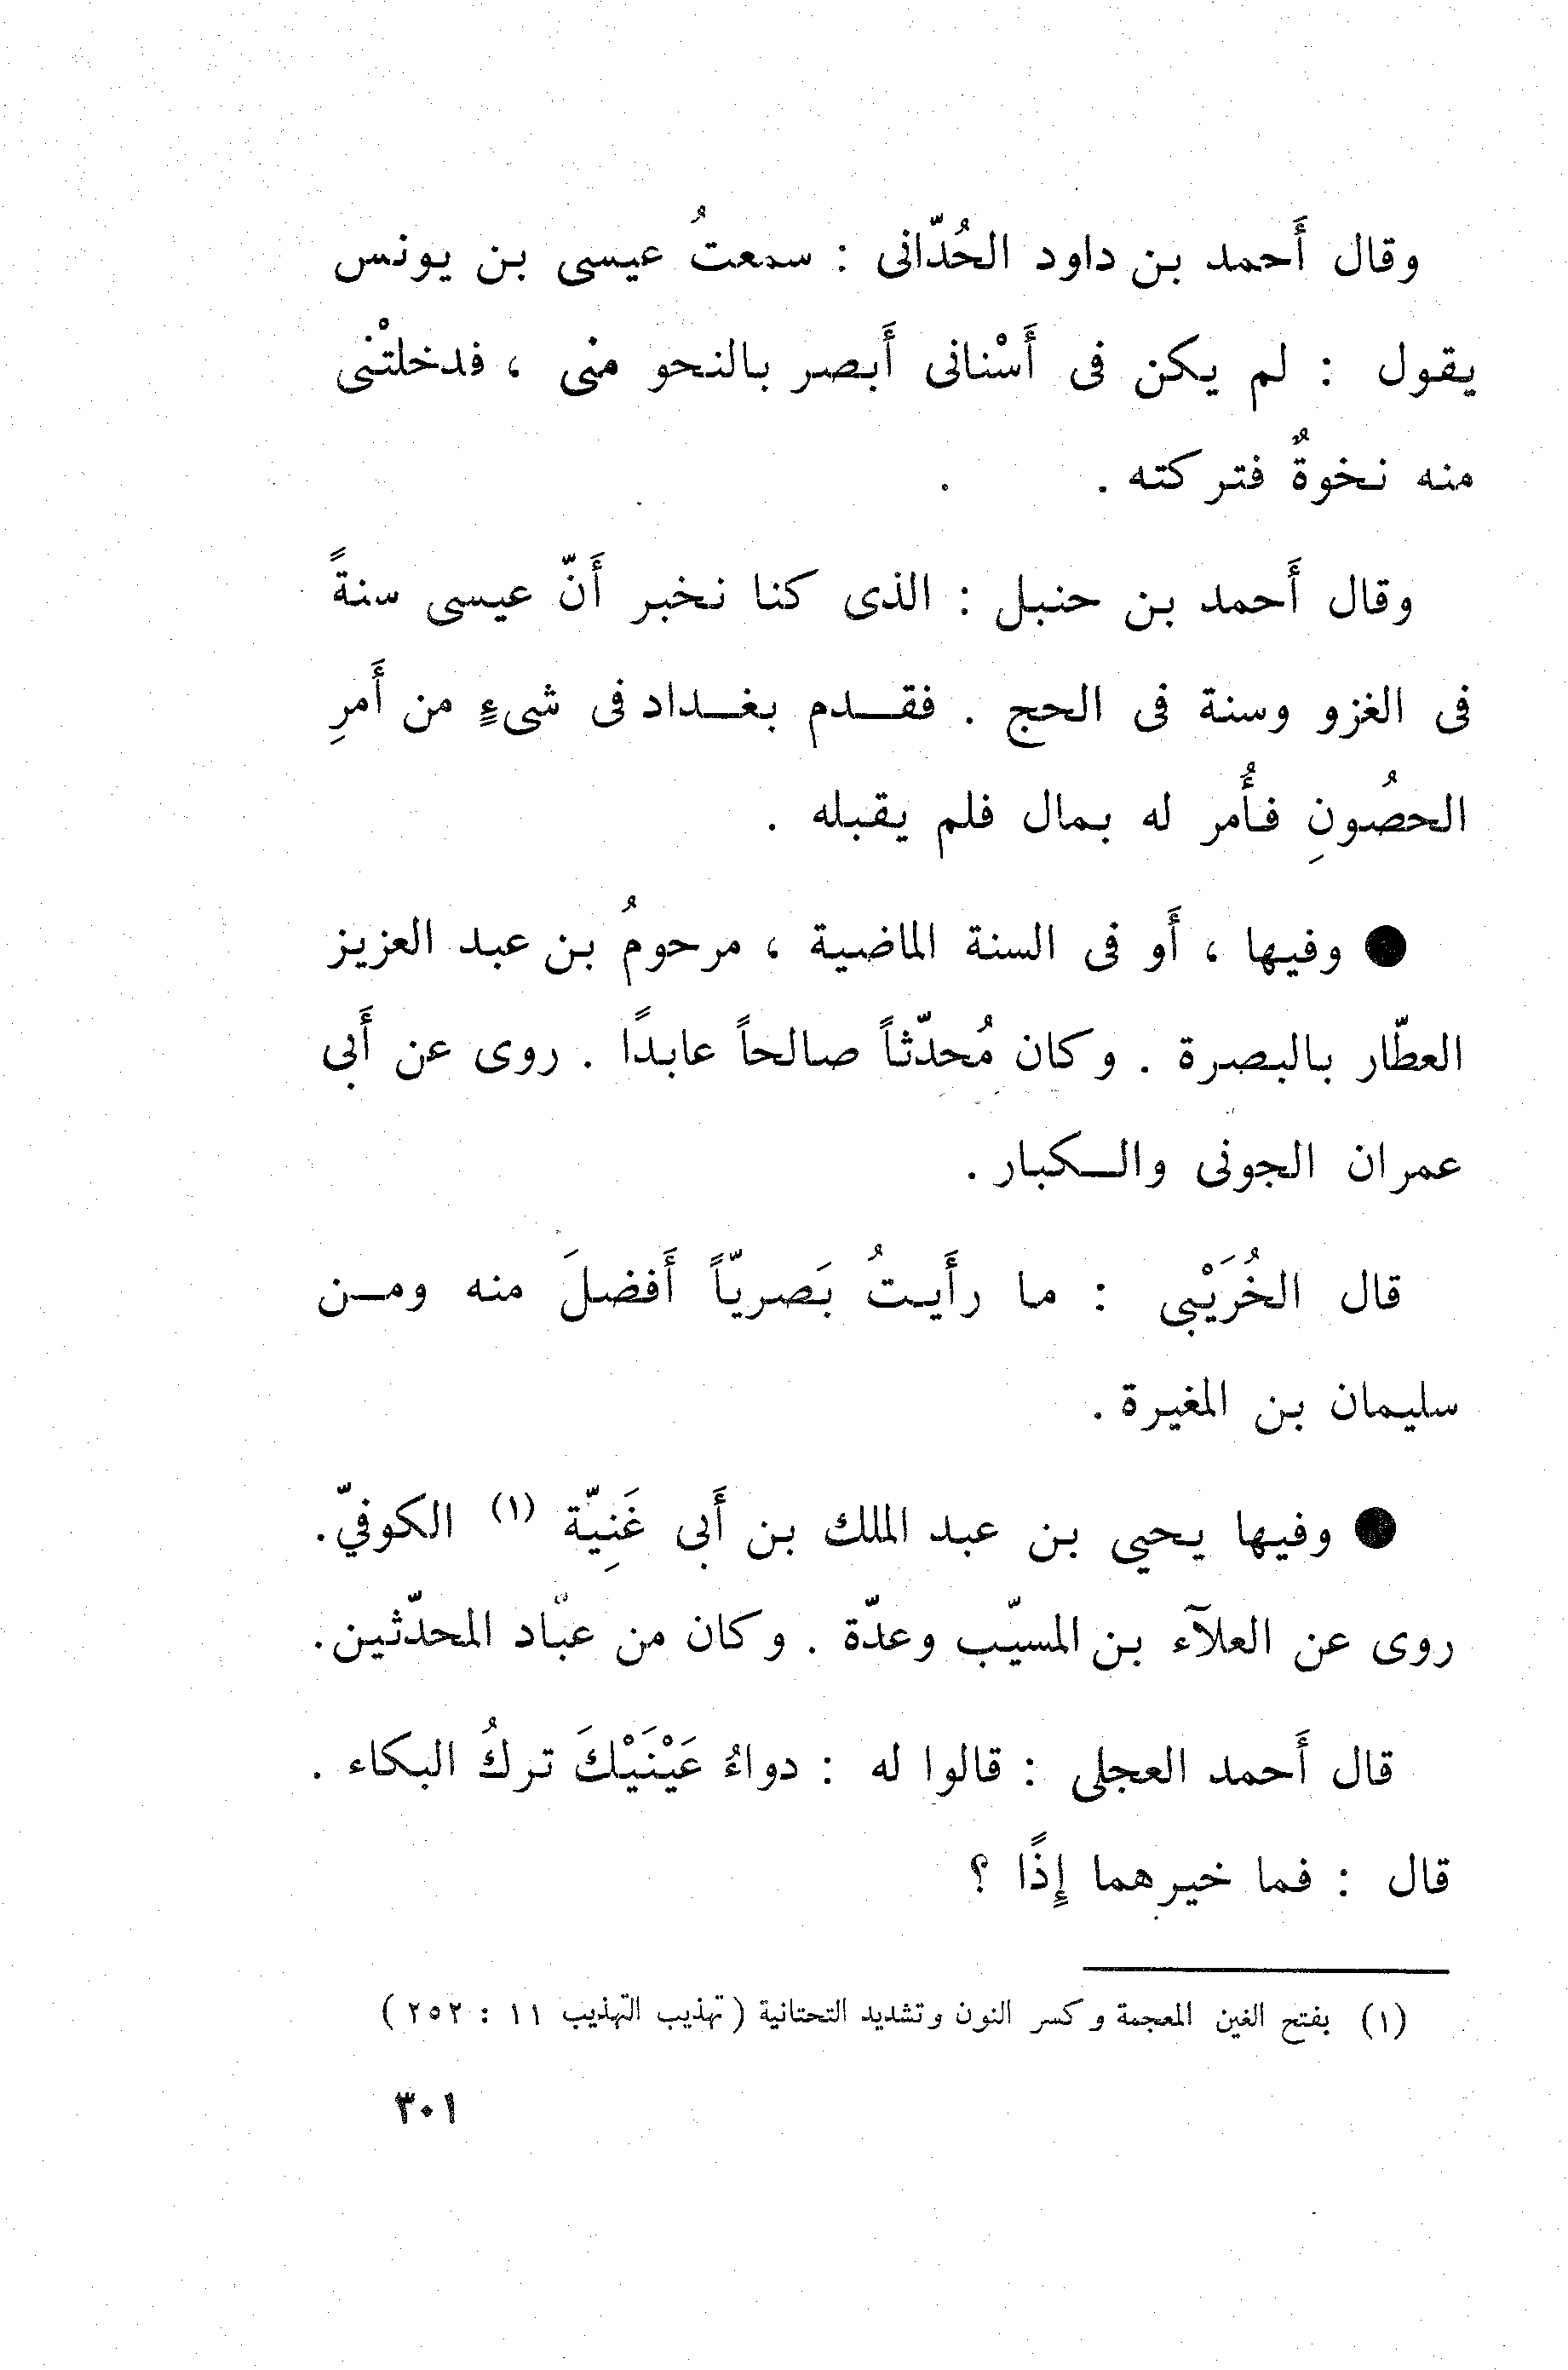 وقال أَحمد بن داود الحُدّانى : سمعتُ عيسى بن يونس
يقول : لم يكن فى أَسْنانى أَبصر بالنحو منى ، فدخلتْنى
منه نخوةٌ فتركته .
وقال أَحمد بن حنبل : الذى كنا نخبر أَنّ عيسى سنةً
فى الغزو وسنة فى الحج . فقدم بغداد فى شىءٍ من أَمرِ
الحصُونِ فأُمر له بمال فلم يقبله .
● وفيها ، أَو فى السنة الماضية ، مرحومُ بن عبد العزيز
العطّار بالبصرة . وكان مُحدّثاً صالحاً عابدًا . روى عن أَبى
عمران الجونى والكبار .
قال الخُرَيْبى : ما رأَيتُ بَصريّاً أَفضلَ منه ومن
سليمان بن المغيرة .
● وفيها يحيي بن عبد الملك بن أَبى غَنِيّة (١) الكوفيّ.
روى عن العلآء بن المسيّب وعدّة . وكان من عبّاد المحدّثين.
قال أَحمد العجلى : قالوا له : دواءُ عَيْنَيْكَ تركُ البكاء .
قال : فما خيرهما إِذًا ؟
(١) بفتح الغين المعجمة وكسر النون وتشديد التحتانية ( تهذيب التهذيب ١١ : ٢٥٢ )
٣٠١